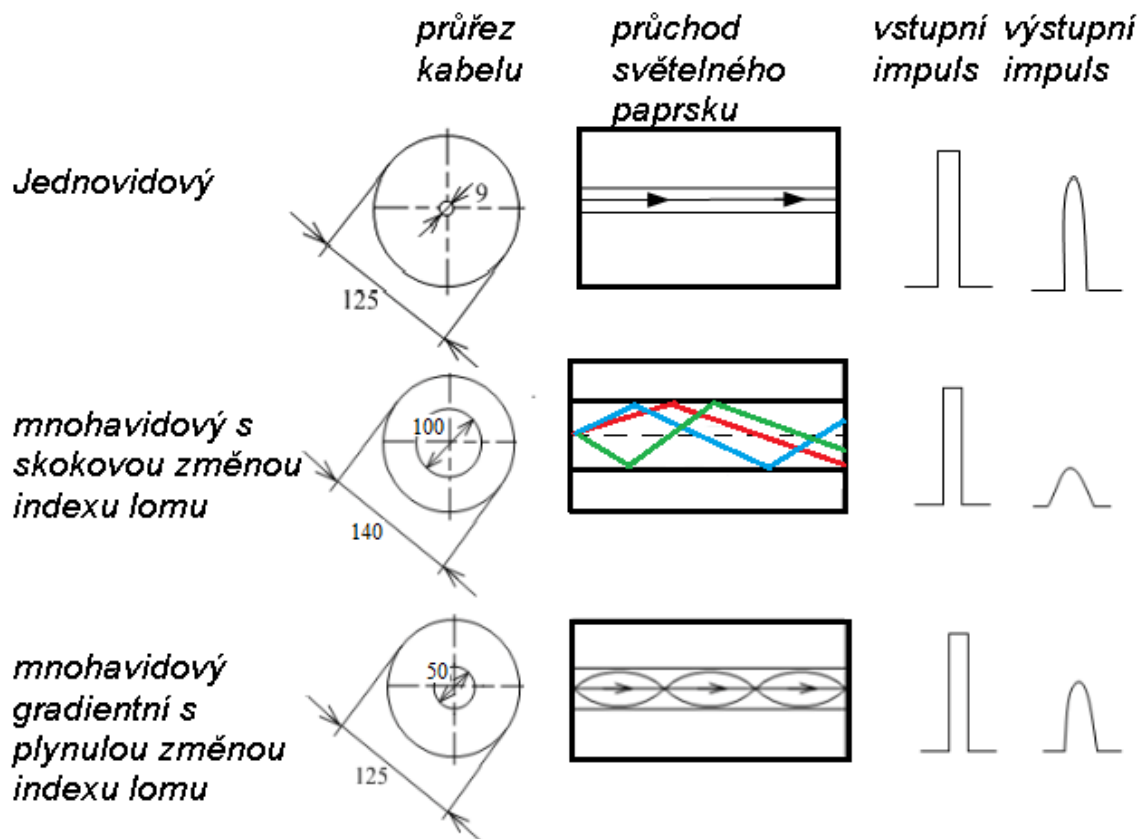 průřez
kabelu
průchod
světelného
paprsku
vstupní
impuls
výstupní
impuls
Jednovidový
9
125
mnohavidový s
skokovou změnou
indexu lomu
100
140
mnohavidový
gradientní s
plynulou změnou
indexu lomu
50
125